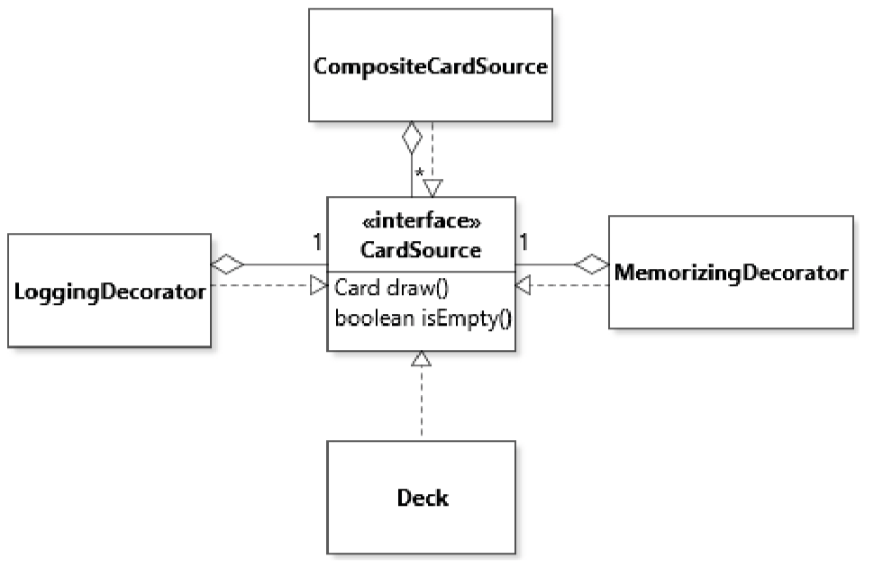 CompositeCardSource
*
«interface»
CardSource
Card draw()
boolean isEmpty()
1
1
LoggingDecorator
MemorizingDecorator
Deck